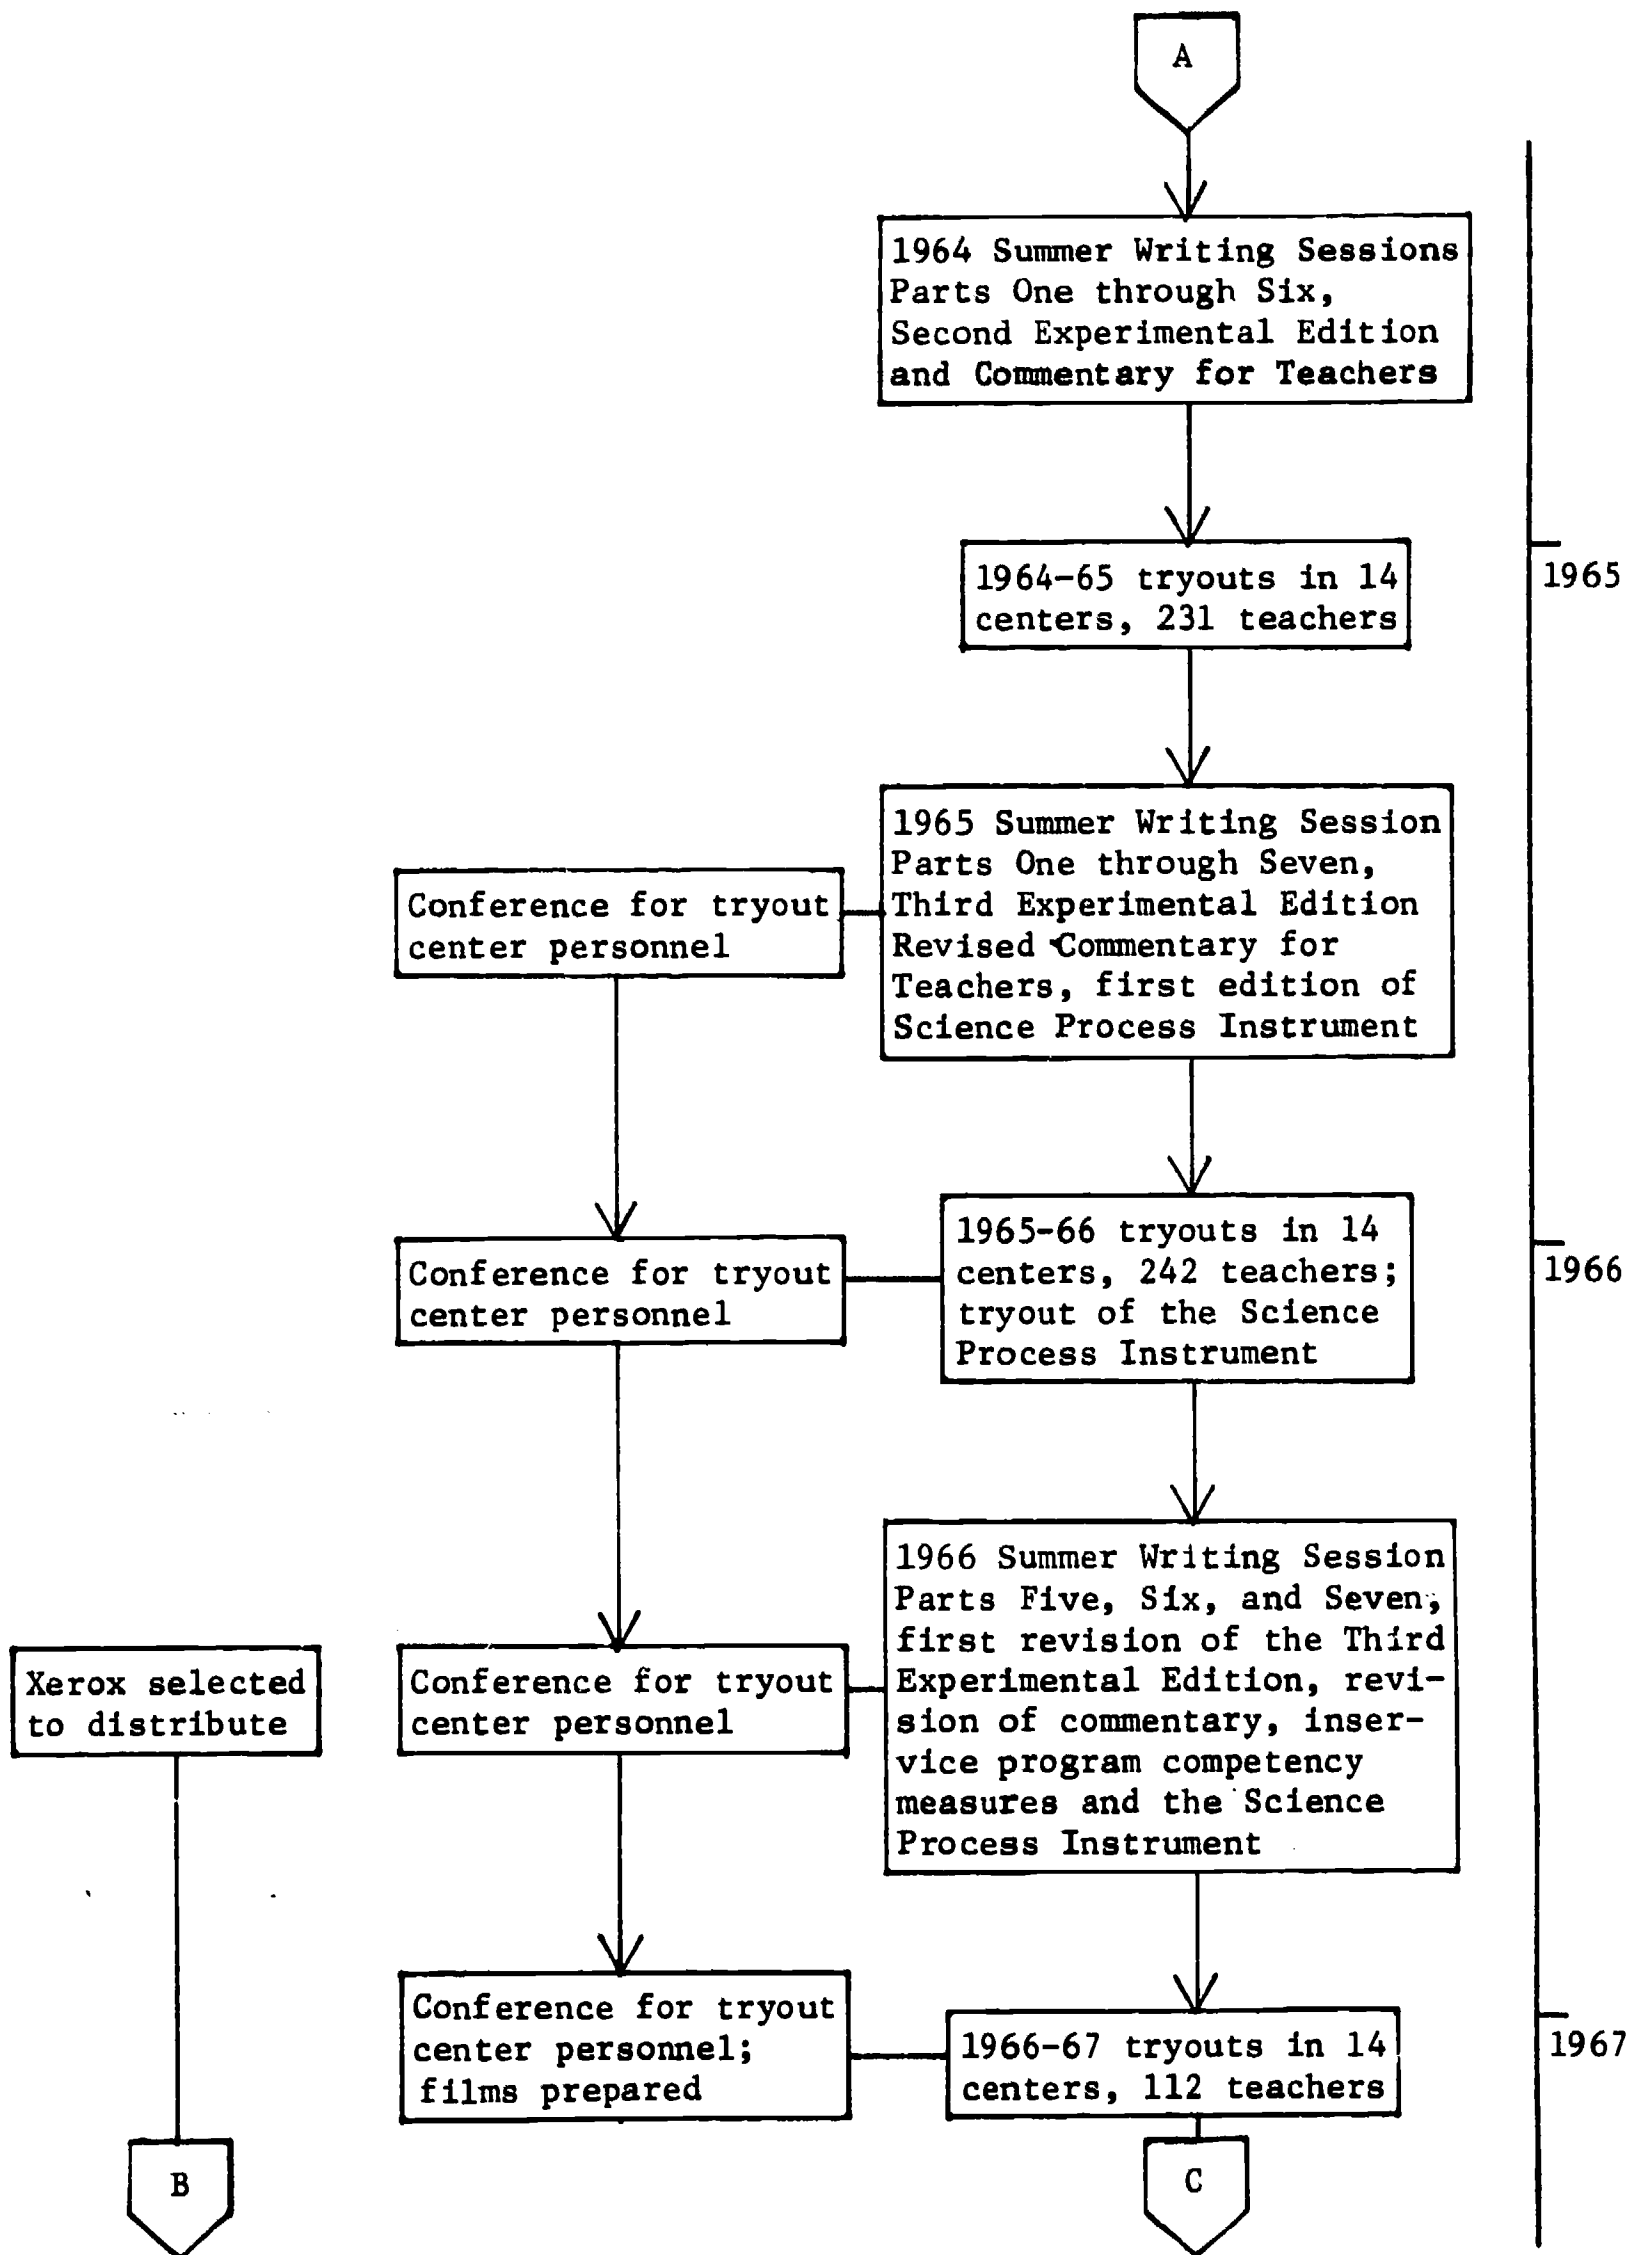 A
1964 Summer Writing Sessions
Parts One through Six,
Second Experimental Edition
and Commentary for Teachers
1964-65 tryouts in 14
centers, 231 teachers
1965
1965 Summer Writing Session
Parts One through Seven,
Third Experimental Edition
Revised Commentary for
Teachers, first edition of
Science Process Instrument
Conference for tryout
center personnel
Conference for tryout
center personnel
1965-66 tryouts in 14
centers, 242 teachers;
tryout of the Science
Process Instrument
1966
1966 Summer Writing Session
Parts Five, Six, and Seven,
first revision of the Third
Experimental Edition, revi-
sion of commentary, inser-
vice program competency
measures and the Science
Process Instrument
Xerox selected
to distribute
Conference for tryout
center personnel
Conference for tryout
center personnel;
films prepared
1966-67 tryouts in 14
centers, 112 teachers
1967
B
C